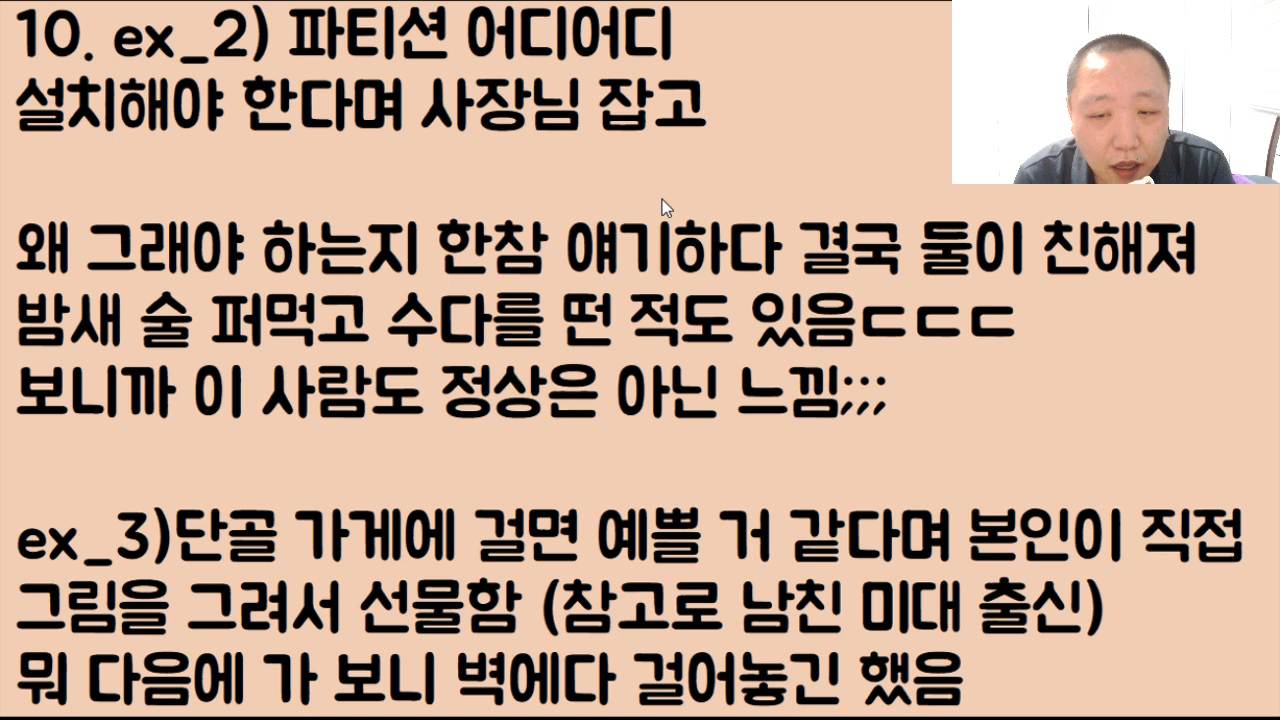 10. ex_2) 파티션 어디어디
설치해야 한다며 사장님 잡고
왜 그래야 하는지 한참 얘기하다 결국 둘이 친해져
밤새 술 퍼먹고 수다를 떤 적도 있음ㄷㄷㄷ
보니까 이 사람도 정상은 아닌 느낌;;;
ex_3)단골 가게에 걸면 예쁠 거 같다며 본인이 직접
그림을 그려서 선물함 (참고로 남친 미대 출신)
뭐 다음에 가 보니 벽에다 걸어놓긴 했음